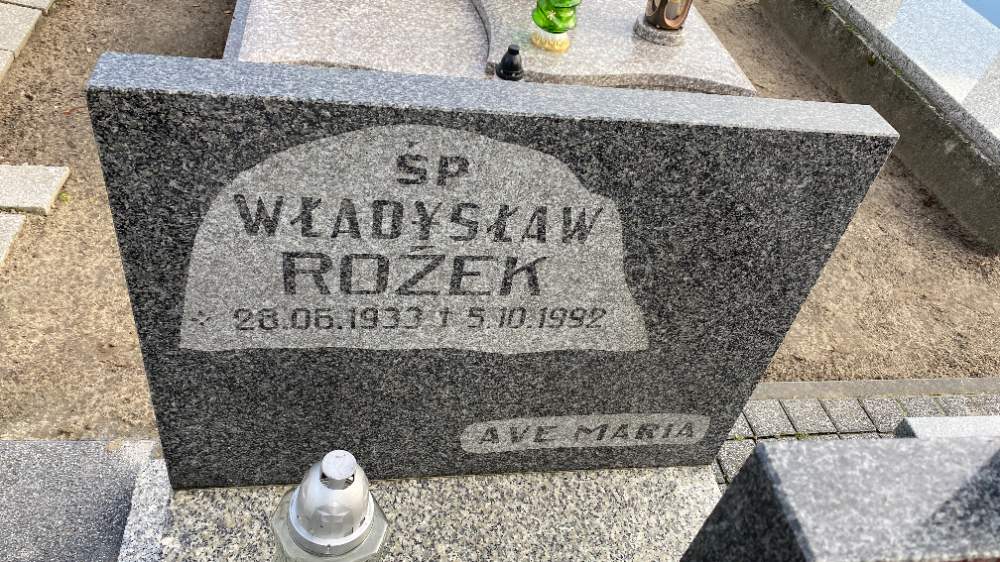 ŚP
WŁADYSŁAW
ROŻEK
* 28.06.1933 † 5.10.1992
AVE MARIA